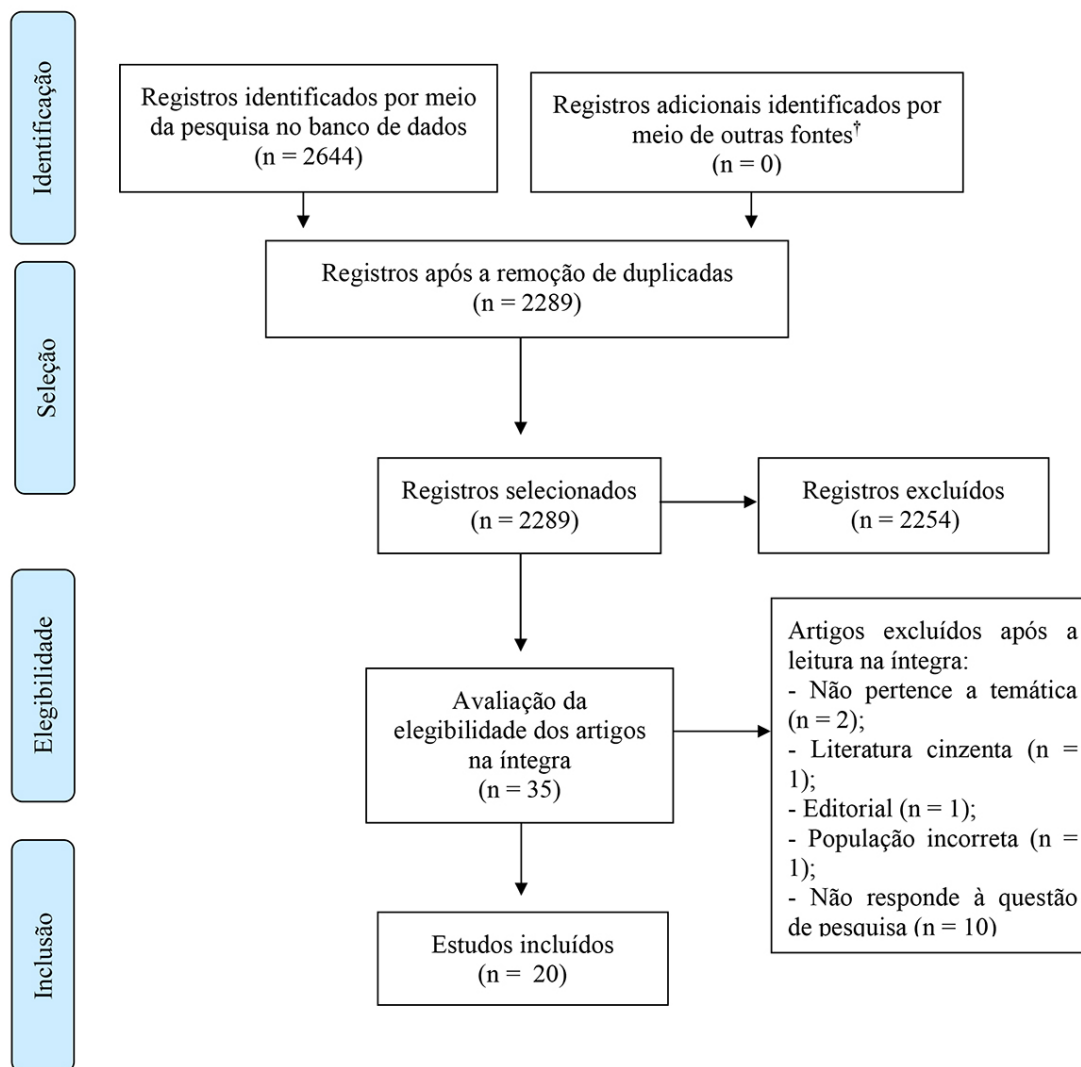 Identificação
Registros identificados por meio
da pesquisa no banco de dados
(n = 2644)
Registros adicionais identificados por
meio de outras fontes†
(n = 0)
Seleção
Registros após a remoção de duplicadas
(n = 2289)
Registros selecionados
(n = 2289)
Registros excluídos
(n = 2254)
Elegibilidade
Avaliação da
elegibilidade dos artigos
na íntegra
(n = 35)
Artigos excluídos após a
leitura na íntegra:
- Não pertence a temática
(n = 2);
- Literatura cinzenta (n =
1);
- Editorial (n = 1);
- População incorreta (n =
1);
- Não responde à questão
de pesquisa (n = 10)
Inclusão
Estudos incluídos
(n = 20)